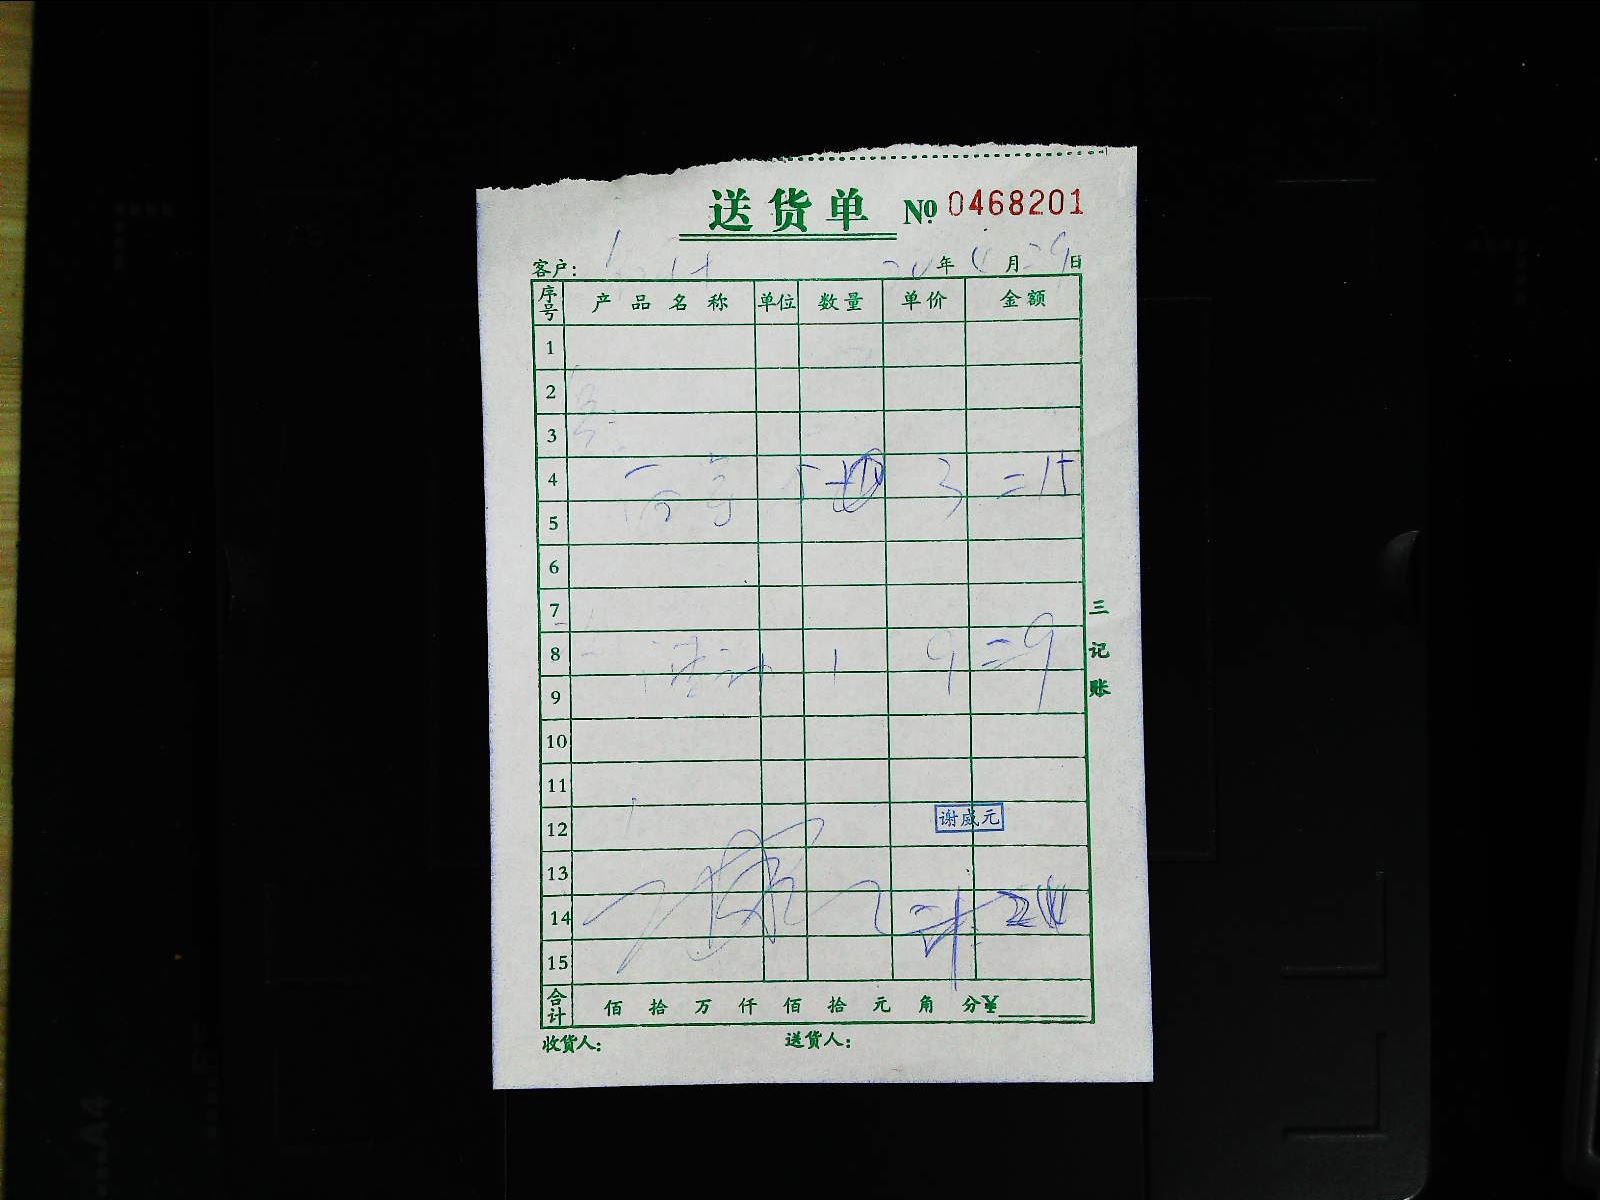 送货单 № 0468201
客户： 年 月 日
序号 产品名称 单位 数量 单价 金额
1
2
3
4 3 =15
5
6
7
8 1 9 =9
9
10
11
12 谢威元
13
14 计 24
15
合计 佰 拾 万 仟 佰 拾 元 角 分¥
收货人： 送货人：
三记账